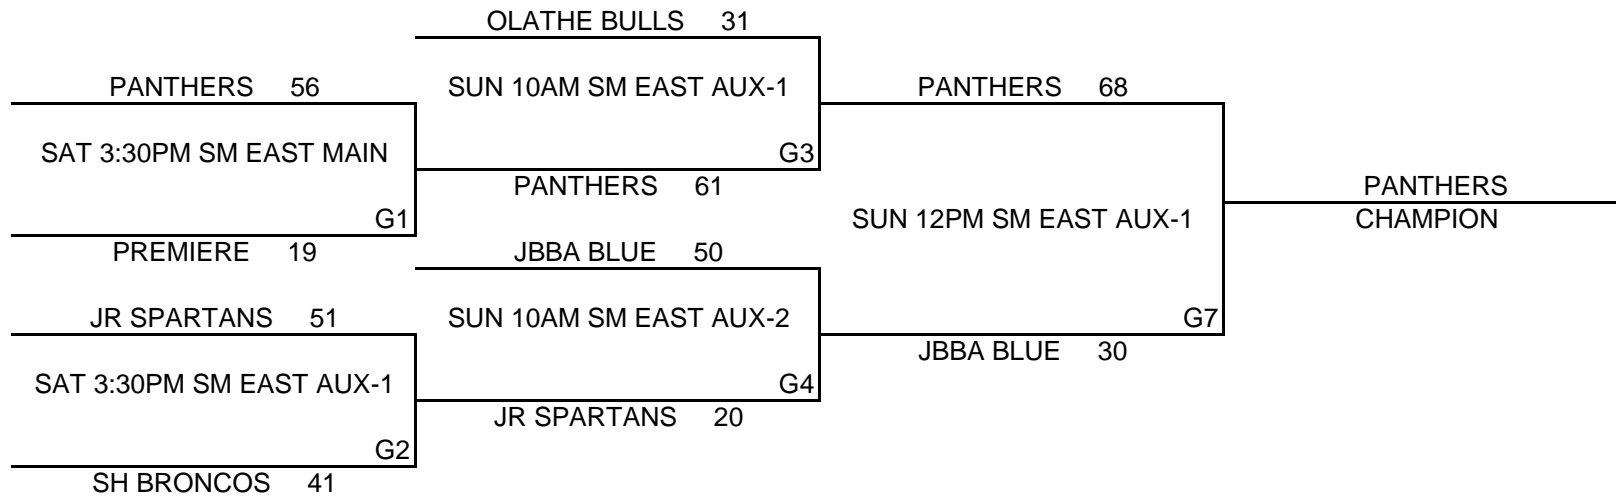 OLATHE BULLS 31
PANTHERS 56
SUN 10AM SM EAST AUX-1
PANTHERS 68
SAT 3:30PM SM EAST MAIN
G3
PANTHERS 61
PANTHERS
G1
SUN 12PM SM EAST AUX-1
CHAMPION
PREMIERE 19
JBBA BLUE 50
JR SPARTANS 51
SUN 10AM SM EAST AUX-2
G7
JBBA BLUE 30
SAT 3:30PM SM EAST AUX-1
G4
JR SPARTANS 20
G2
SH BRONCOS 41